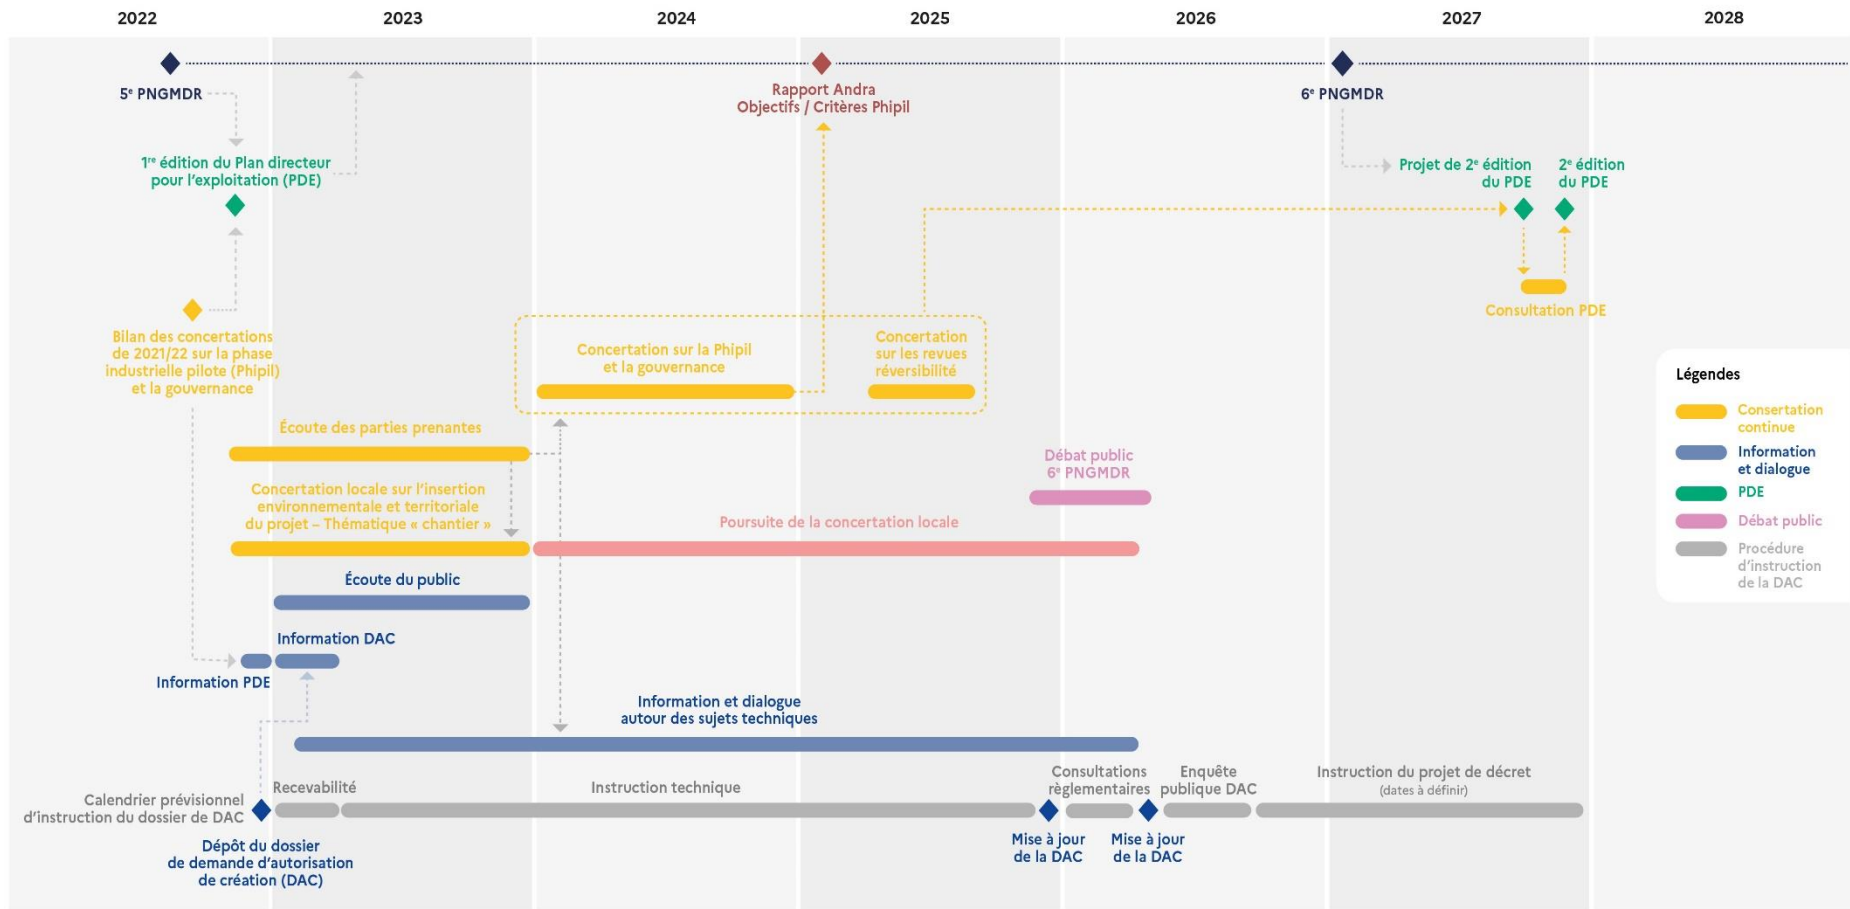 2022
2023
2024
2025
2026
2027
2028
5e PNGMDR
Rapport Andra
Objectifs / Critères Phipil
6e PNGMDR
1re édition du Plan directeur
pour l'exploitation (PDE)
Projet de 2e édition
du PDE
2e édition
du PDE
Bilan des concertations
de 2021/22 sur la phase
industrielle pilote (Phipil)
et la gouvernance
Concertation sur la Phipil
et la gouvernance
Concertation
sur les revues
réversibilité
Consultation PDE
Écoute des parties prenantes
Débat public
6e PNGMDR
Concertation locale sur l'insertion
environnementale et territoriale
du projet – Thématique « chantier »
Poursuite de la concertation locale
Écoute du public
Information DAC
Information PDE
Information et dialogue
autour des sujets techniques
Calendrier prévisionnel
d'instruction du dossier de DAC
Recevabilité
Instruction technique
Consultations
règlementaires
Enquête
publique DAC
Instruction du projet de décret
(dates à définir)
Dépôt du dossier
de demande d'autorisation
de création (DAC)
Mise à jour
de la DAC
Mise à jour
de la DAC
Légendes
Consertation
continue
Information
et dialogue
PDE
Débat public
Procédure
d'instruction
de la DAC